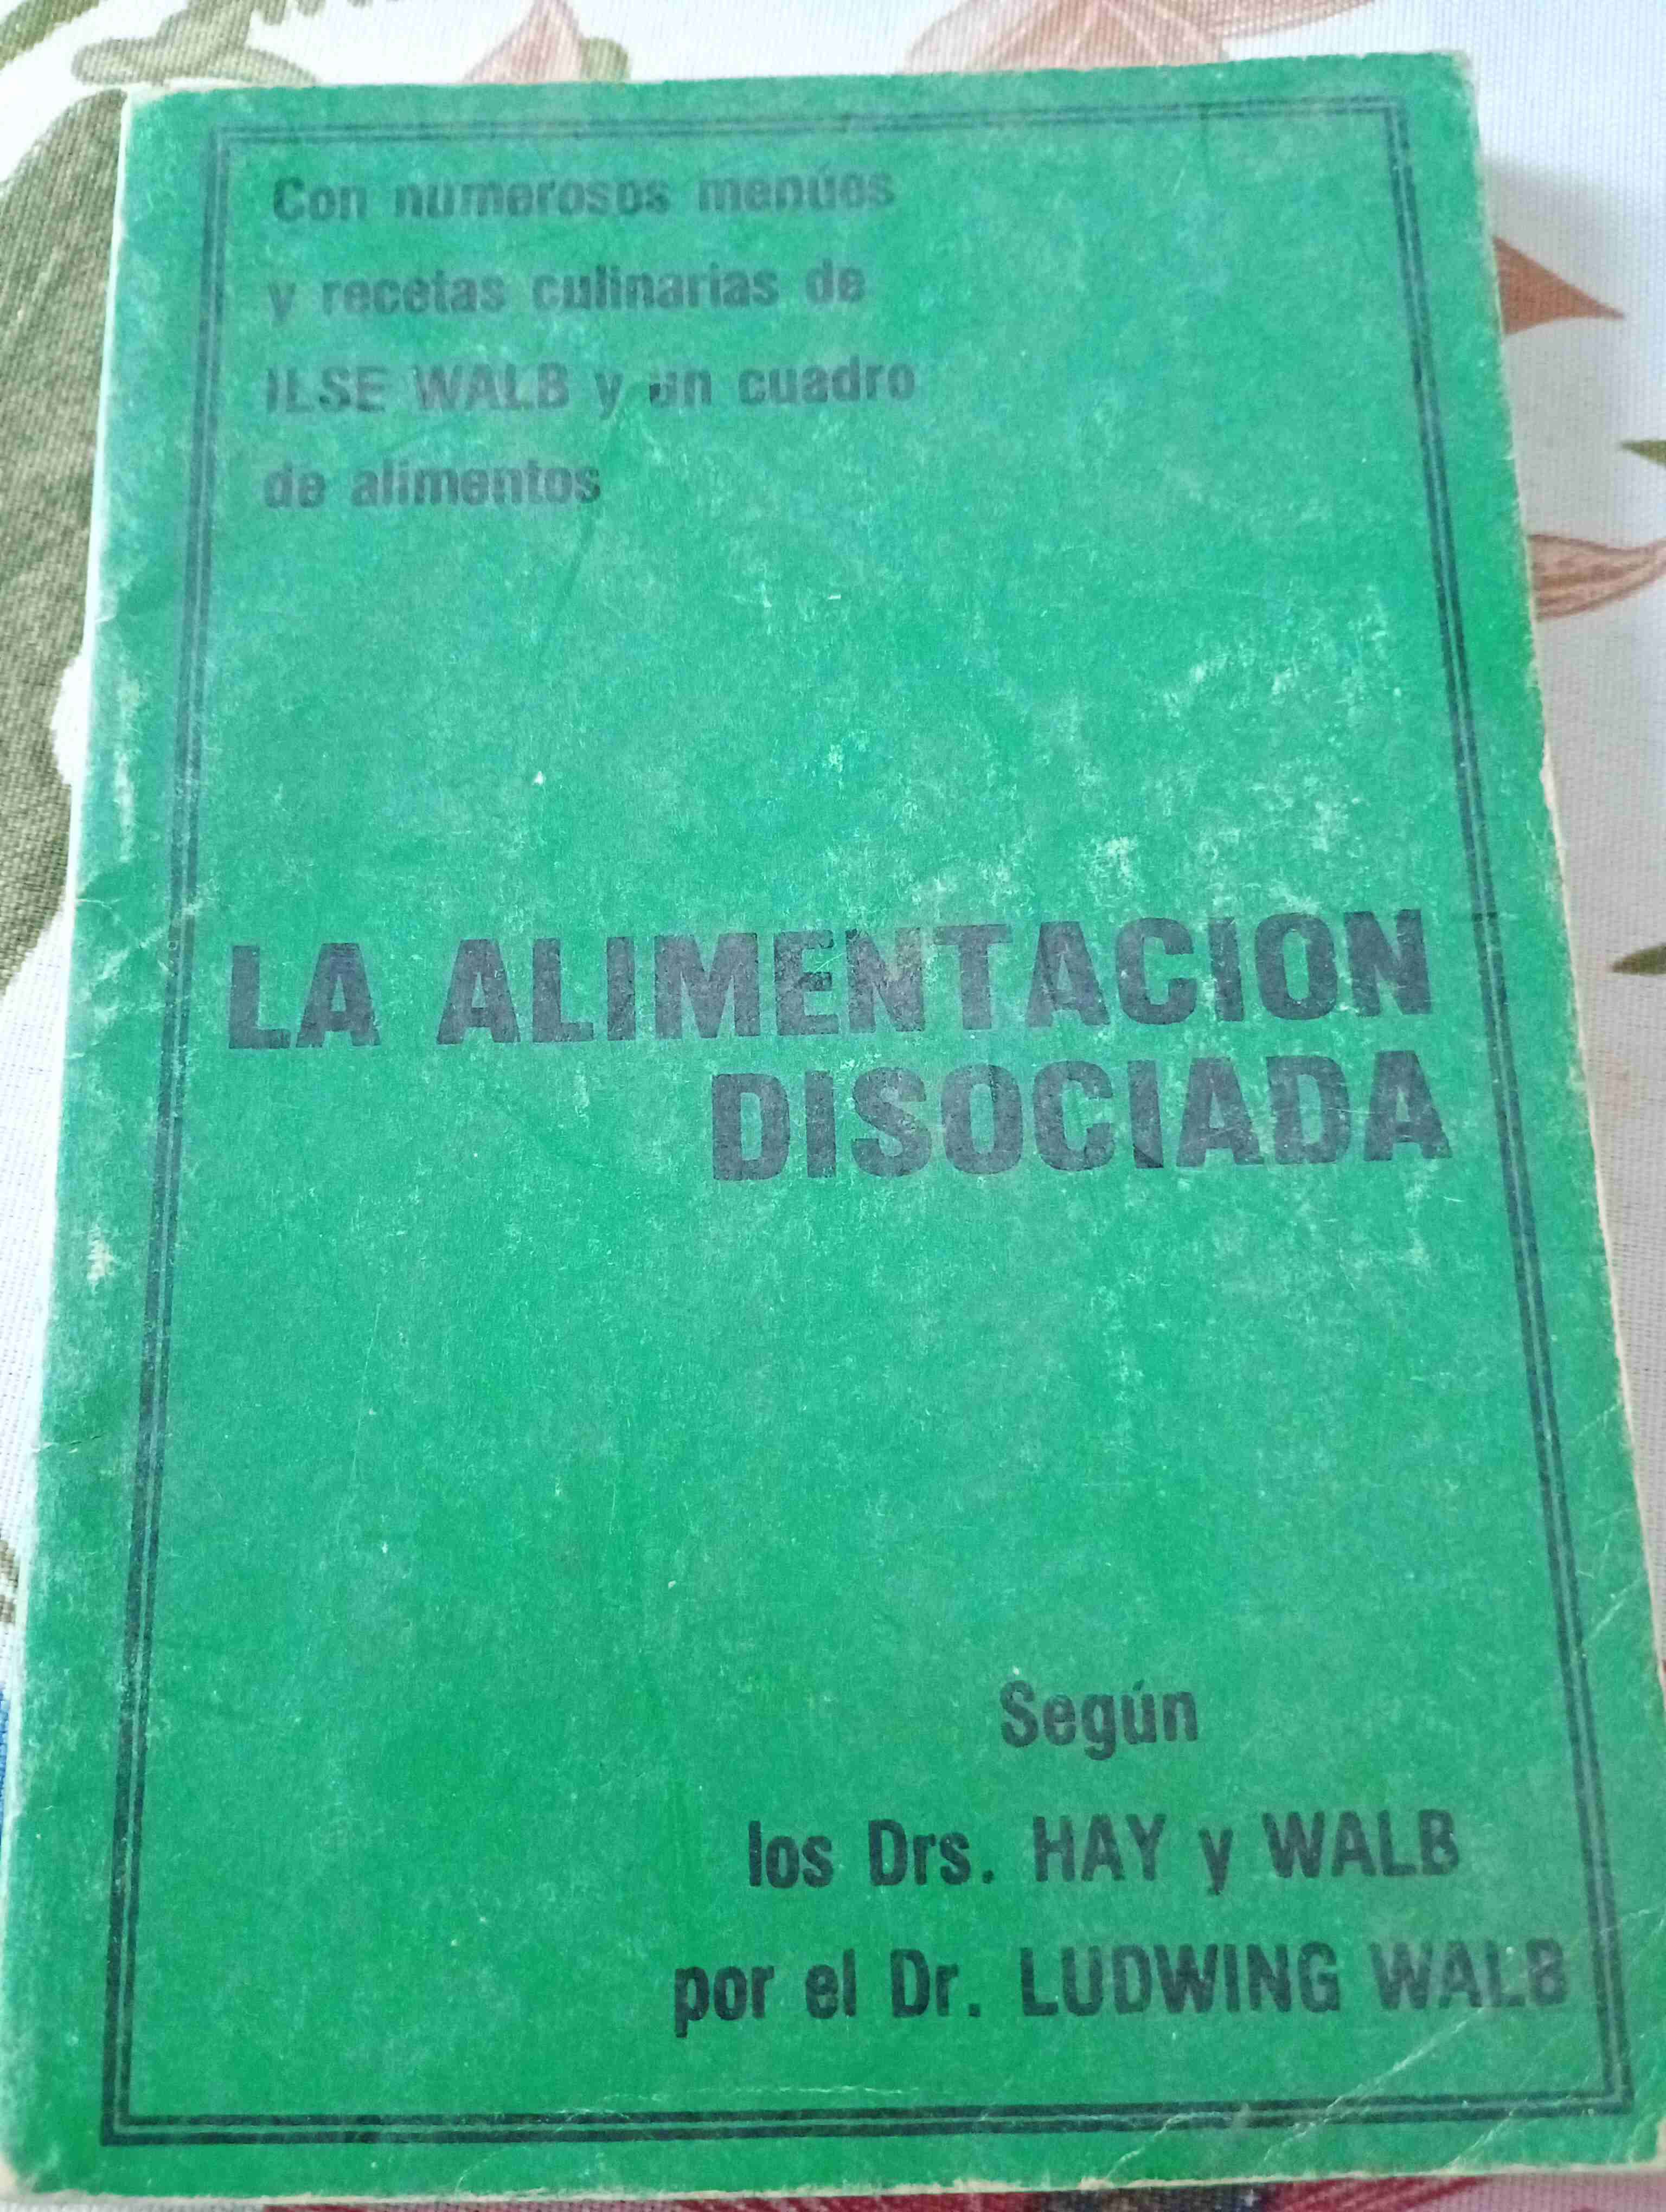 Con numerosos menúes
y recetas culinarias de
ILSE WALB y un cuadro
de alimentos
LA ALIMENTACION
DISOCIADA
Según
los Drs. HAY y WALB
por el Dr. LUDWING WALB